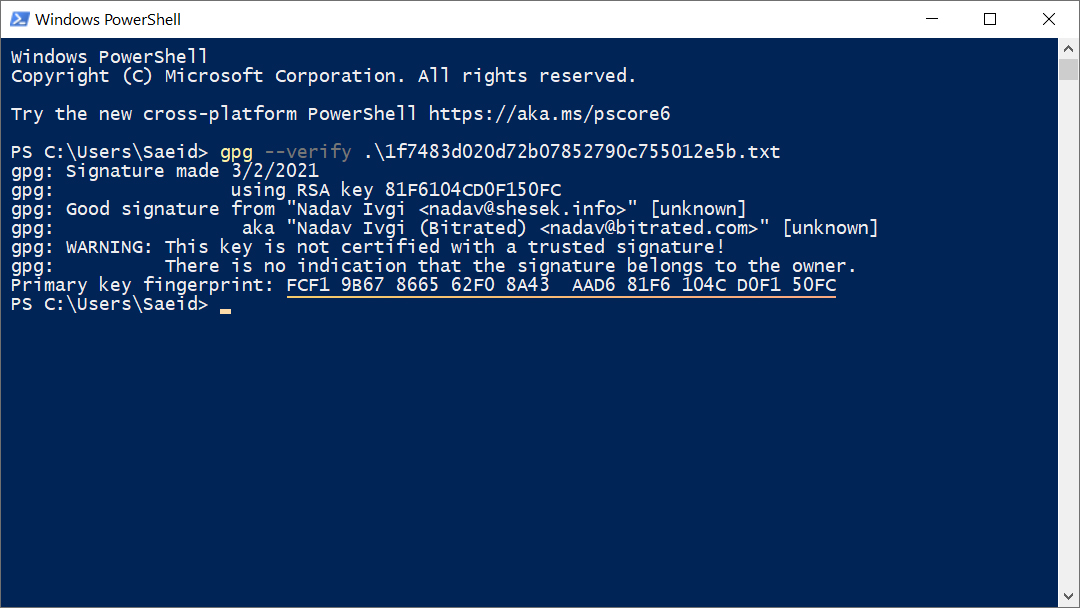 Windows PowerShell
Windows PowerShell
Copyright (C) Microsoft Corporation. All rights reserved.
Try the new cross-platform PowerShell https://aka.ms/pscore6
PS C:\Users\Saeid> gpg --verify .\1f7483d020d72b07852790c755012e5b.txt
gpg: Signature made 3/2/2021
gpg:                using RSA key 81F6104CD0F150FC
gpg: Good signature from "Nadav Ivgi <nadav@shesek.info>" [unknown]
gpg:                 aka "Nadav Ivgi (Bitrated) <nadav@bitrated.com>" [unknown]
gpg: WARNING: This key is not certified with a trusted signature!
gpg:          There is no indication that the signature belongs to the owner.
Primary key fingerprint: FCF1 9B67 8665 62F0 8A43  AAD6 81F6 104C D0F1 50FC
PS C:\Users\Saeid>